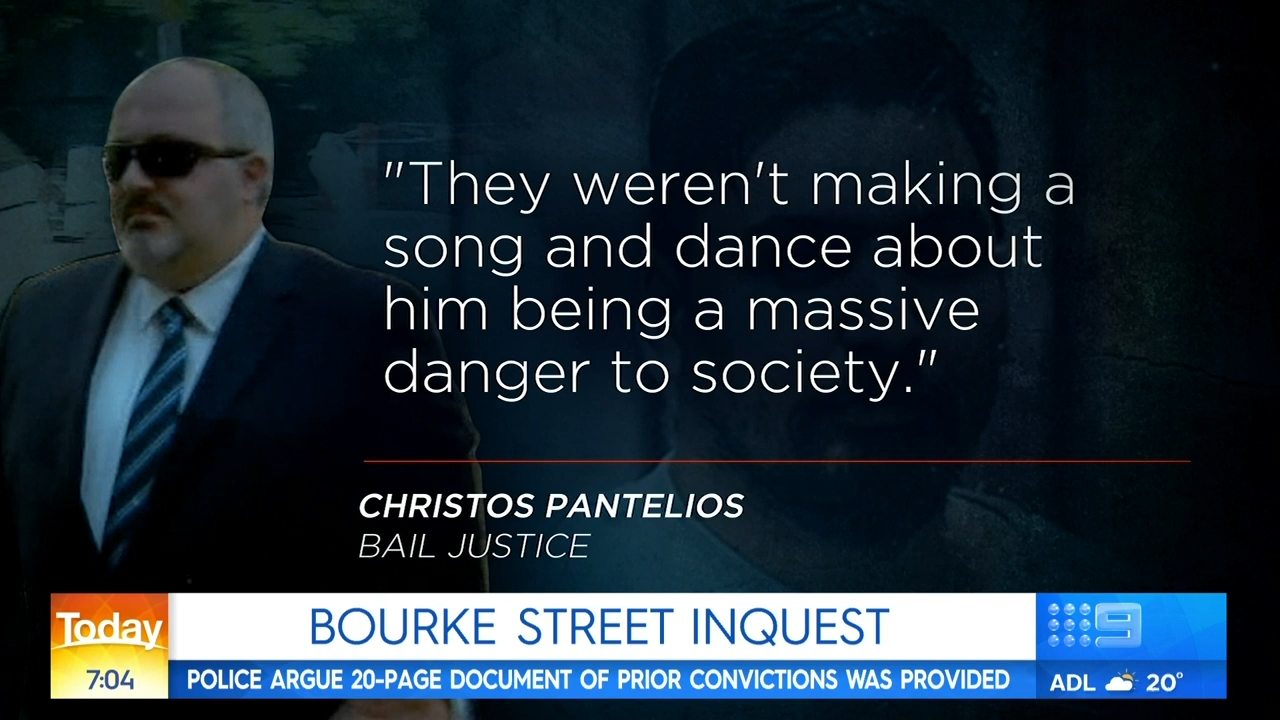 "They weren't making a
song and dance about
him being a massive
danger to society."
CHRISTOS PANTELIOS
BAIL JUSTICE
Today
7:04
BOURKE STREET INQUEST
9
POLICE ARGUE 20-PAGE DOCUMENT OF PRIOR CONVICTIONS WAS PROVIDED
ADL 20°